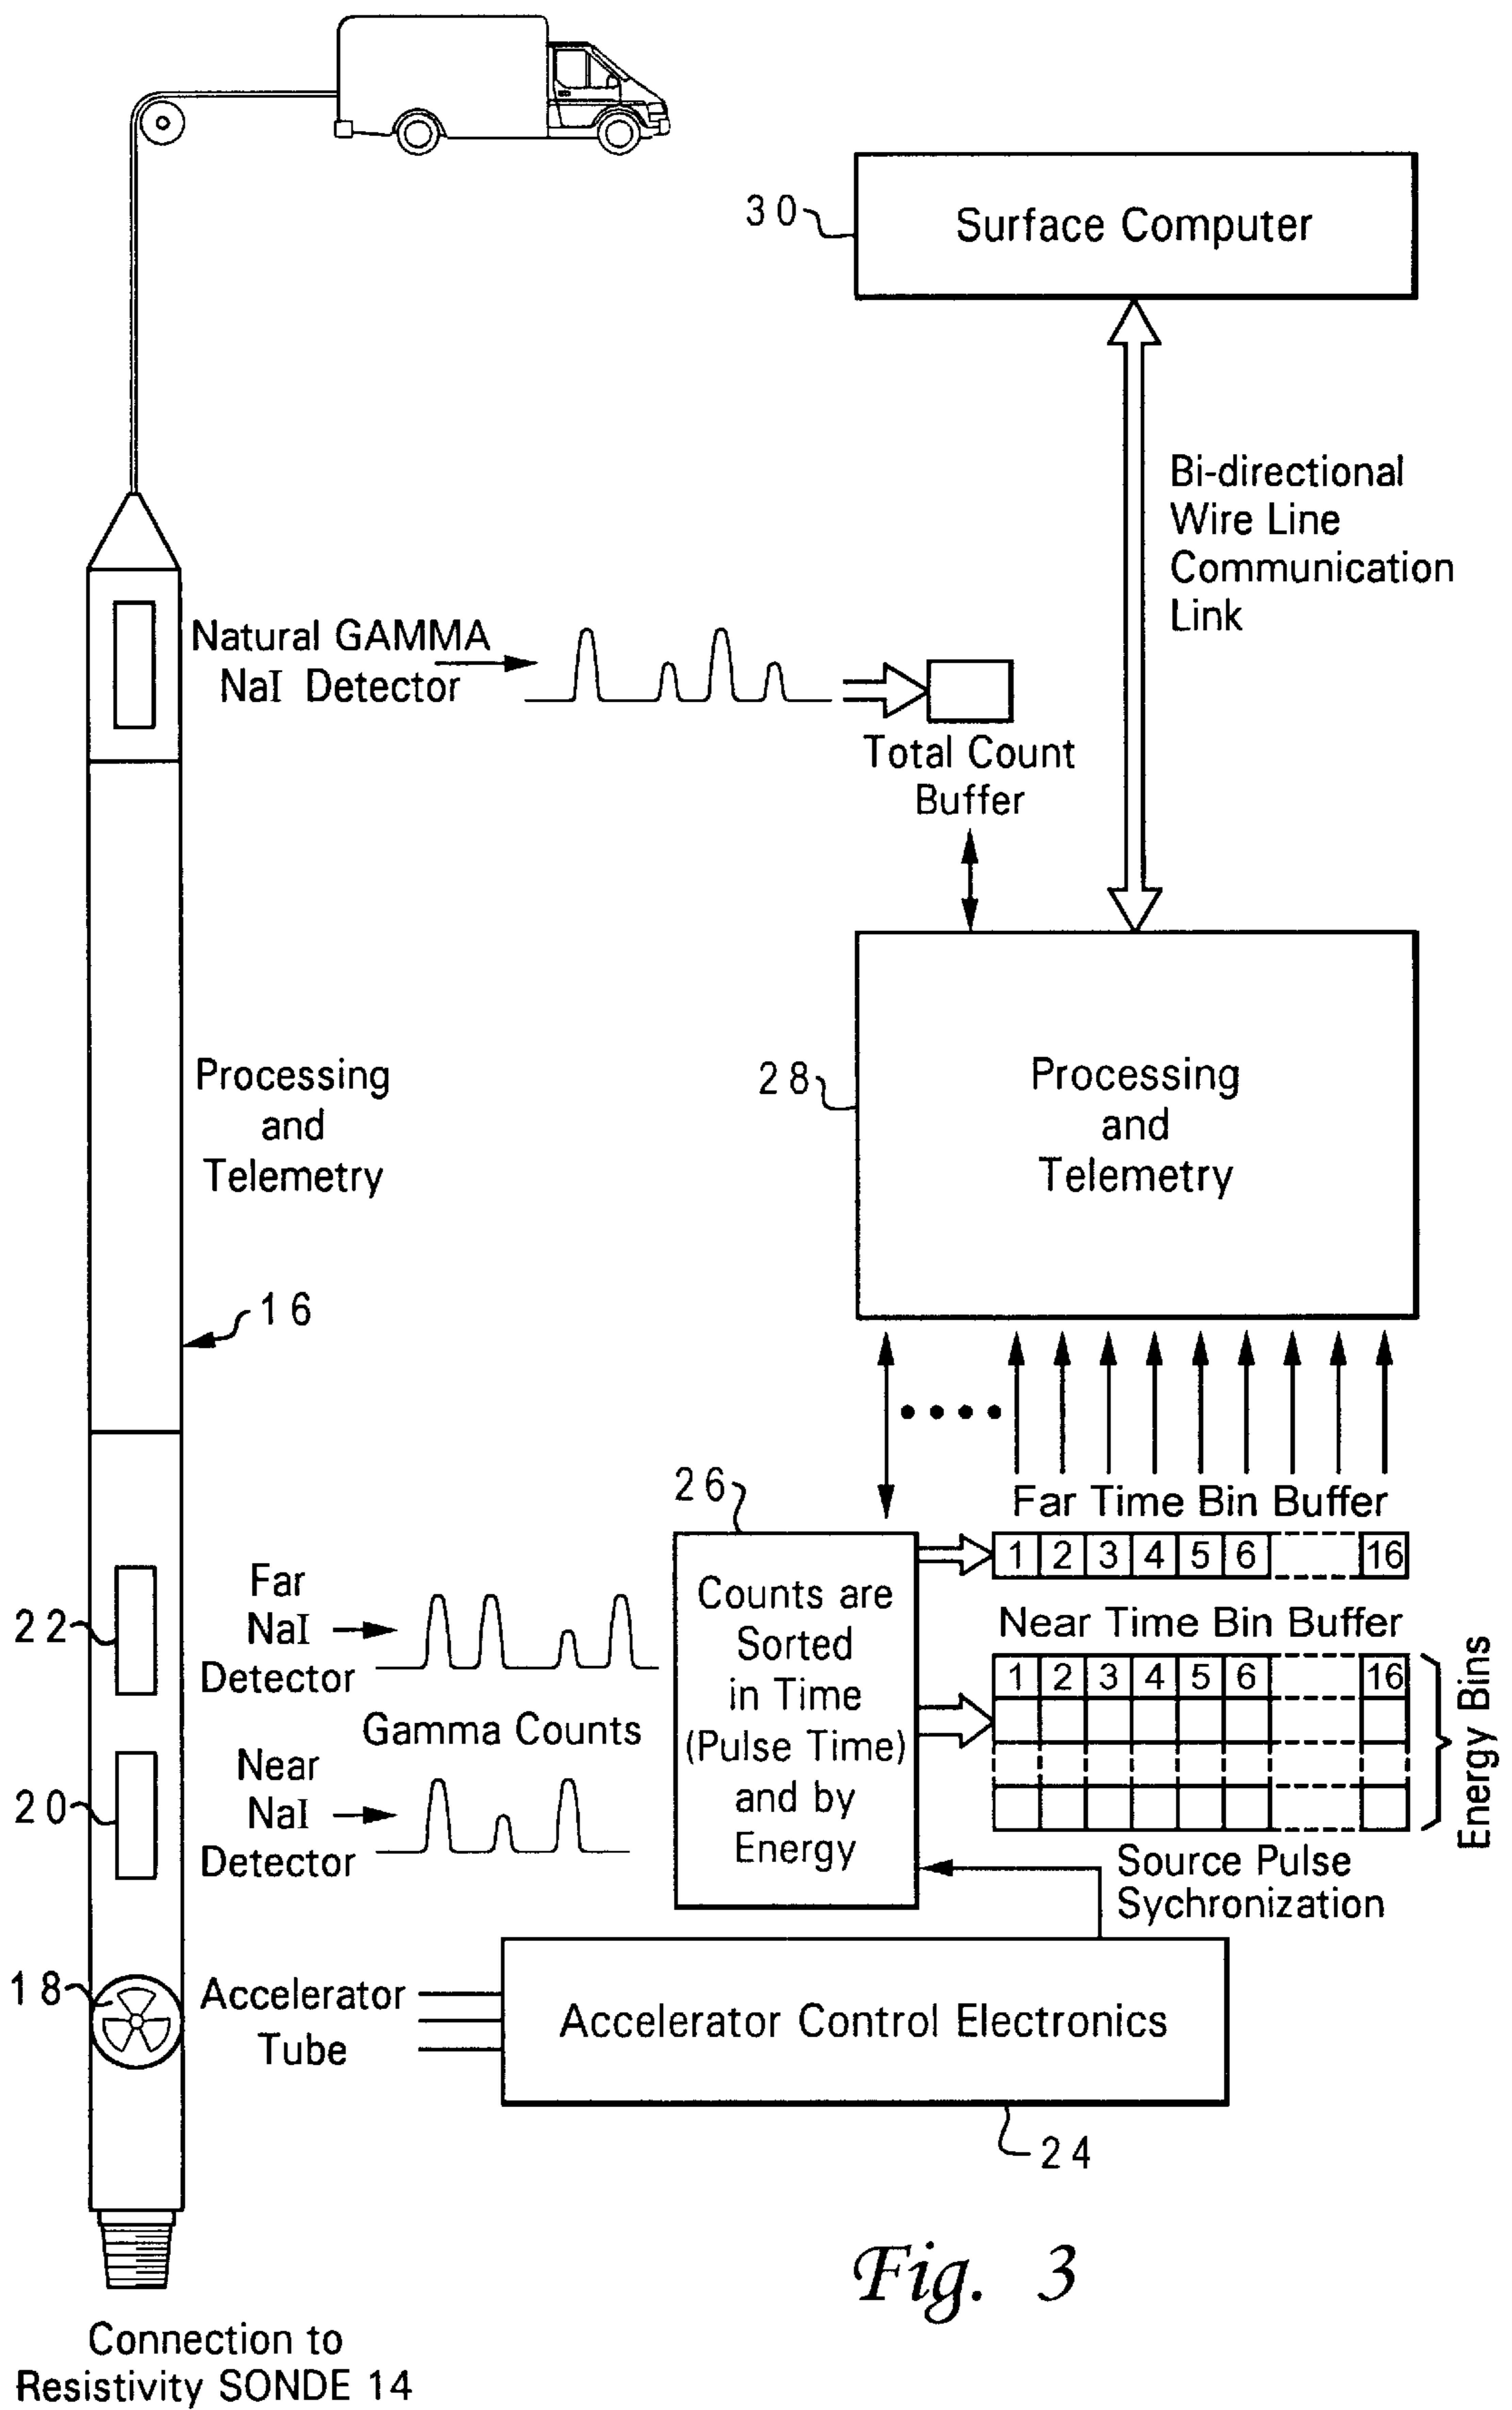 30
Surface Computer
Bi-directional
Wire Line
Communication
Link
Natural GAMMA
NaI Detector
Total Count
Buffer
Processing
and
Telemetry
28
Processing
and
Telemetry
16
26
Far Time Bin Buffer
1 2 3 4 5 6 16
Counts are
Sorted
in Time
(Pulse Time)
and by
Energy
22
Far
NaI
Detector
Near Time Bin Buffer
1 2 3 4 5 6 16
Energy Bins
Gamma Counts
20
Near
NaI
Detector
Source Pulse
Sychronization
18
Accelerator
Tube
Accelerator Control Electronics
24
Fig. 3
Connection to
Resistivity SONDE 14